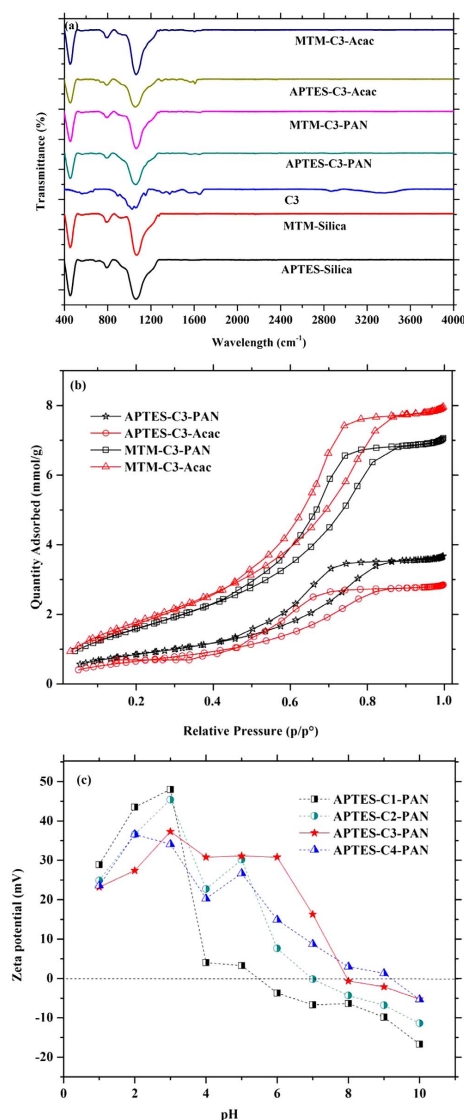 (a)
MTM-C3-Acac
APTES-C3-Acac
MTM-C3-PAN
APTES-C3-PAN
C3
MTM-Silica
APTES-Silica
Transmittance (%)
400 1200 1600 2000 2400 2800 3200 3600 4000
Wavelength (cm⁻¹)
(b)
APTES-C3-PAN
APTES-C3-Acac
MTM-C3-PAN
MTM-C3-Acac
8
6
4
2
0
Quantity Adsorbed (mmol/g)
0.2 0.4 0.6 0.8 1.0
Relative Pressure (p/p°)
(c)
APTES-C1-PAN
APTES-C2-PAN
APTES-C3-PAN
APTES-C4-PAN
50
40
30
20
10
0
-10
-20
Zeta potential (mV)
0 2 4 6 8 10
pH